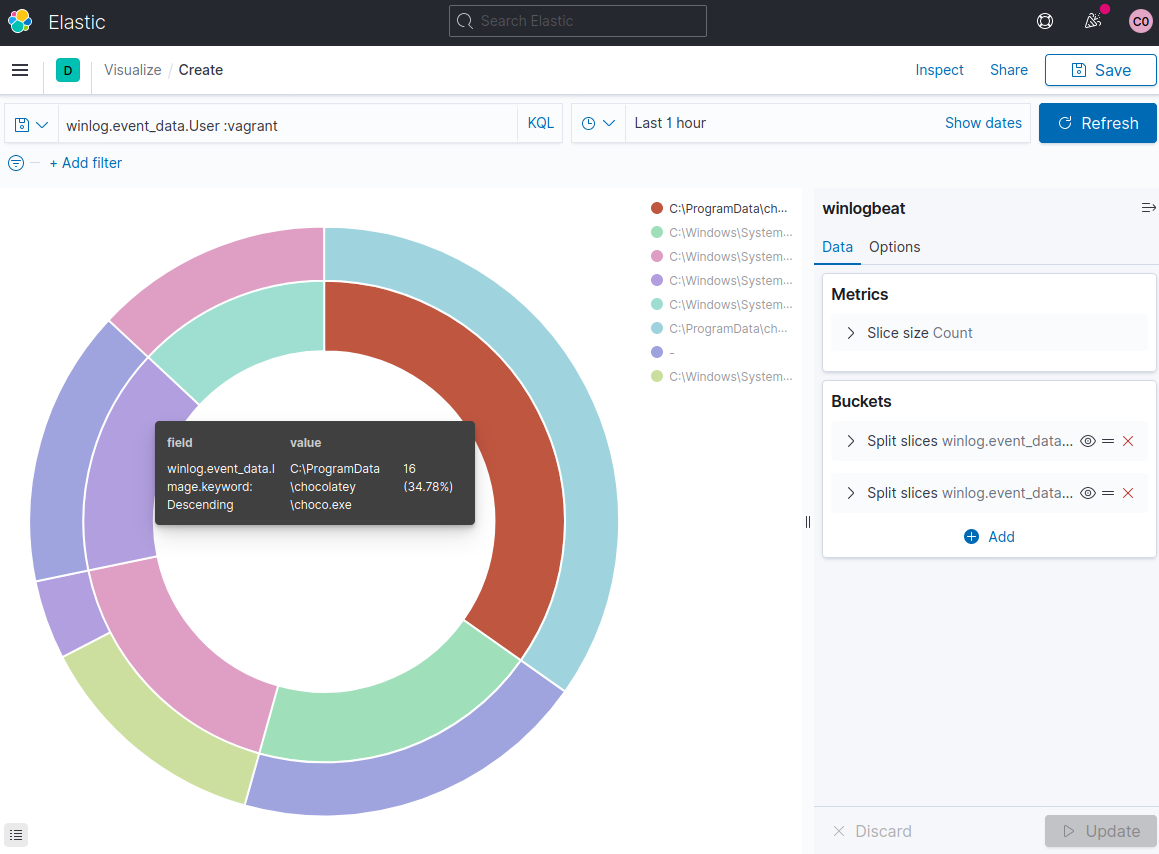 Elastic
Search Elastic
C0
D
Visualize / Create
Inspect
Share
Save
winlog.event_data.User :vagrant
KQL
Last 1 hour
Show dates
Refresh
+ Add filter
C:\ProgramData\ch...
C:\Windows\System...
C:\Windows\System...
C:\Windows\System...
C:\Windows\System...
C:\ProgramData\ch...
-
C:\Windows\System...
field value
winlog.event_data.I C:\ProgramData 16
mage.keyword: \chocolatey (34.78%)
Descending \choco.exe
winlogbeat
Data Options
Metrics
Slice size Count
Buckets
Split slices winlog.event_data...
Split slices winlog.event_data...
Add
Discard
Update